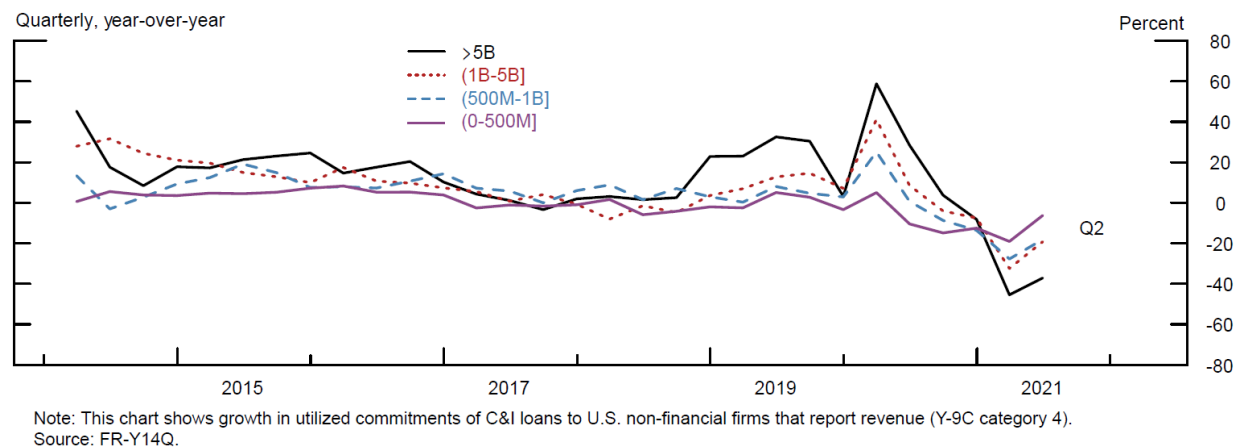 Quarterly, year-over-year
Percent
>5B
(1B-5B]
(500M-1B]
(0-500M]
80
60
40
20
0
-20
-40
-60
-80
Q2
2015
2017
2019
2021
Note: This chart shows growth in utilized commitments of C&I loans to U.S. non-financial firms that report revenue (Y-9C category 4).
Source: FR-Y14Q.